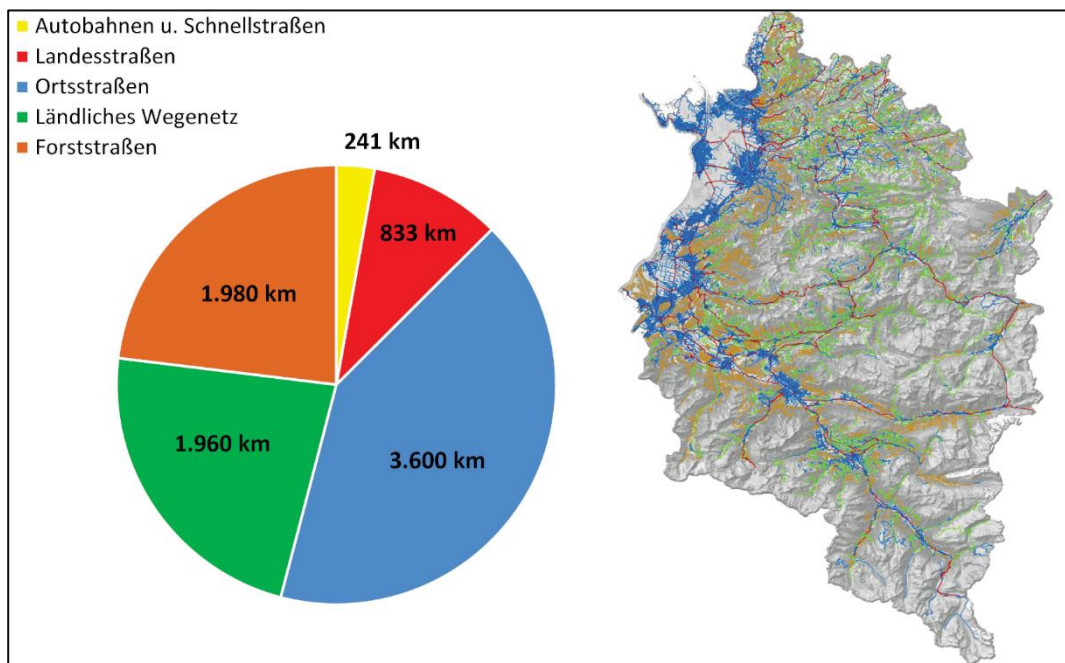 Autobahnen u. Schnellstraßen
Landesstraßen
Ortsstraßen
Ländliches Wegenetz
Forststraßen
241 km
833 km
1.980 km
1.960 km
3.600 km